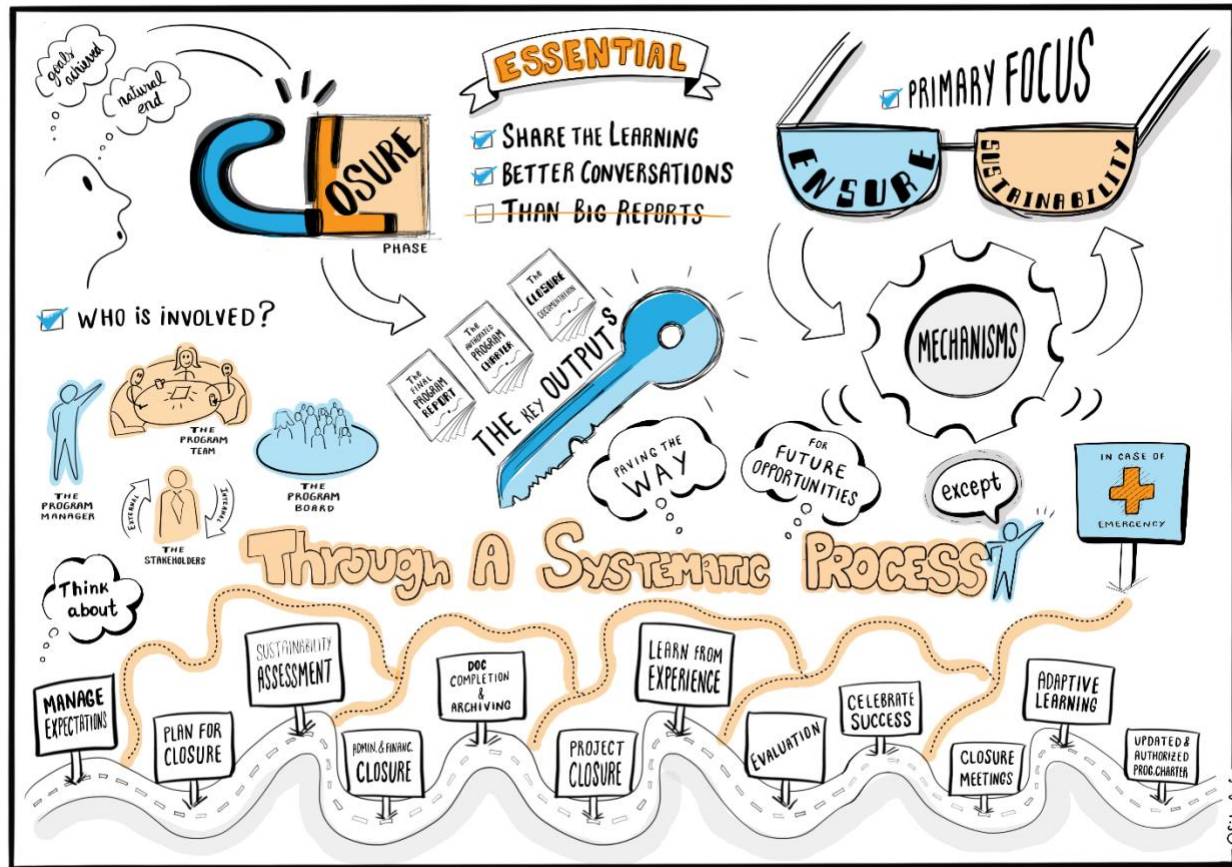 goals
achieved
natural
end
CLOSURE
PHASE
ESSENTIAL
SHARE THE LEARNING
BETTER CONVERSATIONS
THAN BIG REPORTS
PRIMARY FOCUS
ENSURE
SUSTAINABILITY
MECHANISMS
WHO IS INVOLVED?
THE
PROGRAM
MANAGER
THE
PROGRAM
TEAM
THE
PROGRAM
BOARD
EXTERNAL
INTERNAL
THE
STAKEHOLDERS
The
FINAL
PROGRAM
REPORT
The
AUTHORIZED
PROGRAM
CHARTER
The
CLOSURE
DOCUMENTATION
THE KEY OUTPUTS
PAVING THE
WAY
FOR
FUTURE
OPPORTUNITIES
except
IN CASE OF
EMERGENCY
THROUGH A SYSTEMATIC PROCESS
Think
about
MANAGE
EXPECTATIONS
PLAN FOR
CLOSURE
SUSTAINABILITY
ASSESSMENT
ADMIN. & FINANC.
CLOSURE
DOC
COMPLETION
&
ARCHIVING
PROJECT
CLOSURE
LEARN FROM
EXPERIENCE
EVALUATION
CELEBRATE
SUCCESS
CLOSURE
MEETINGS
ADAPTIVE
LEARNING
UPDATED &
AUTHORIZED
PROG. CHARTER